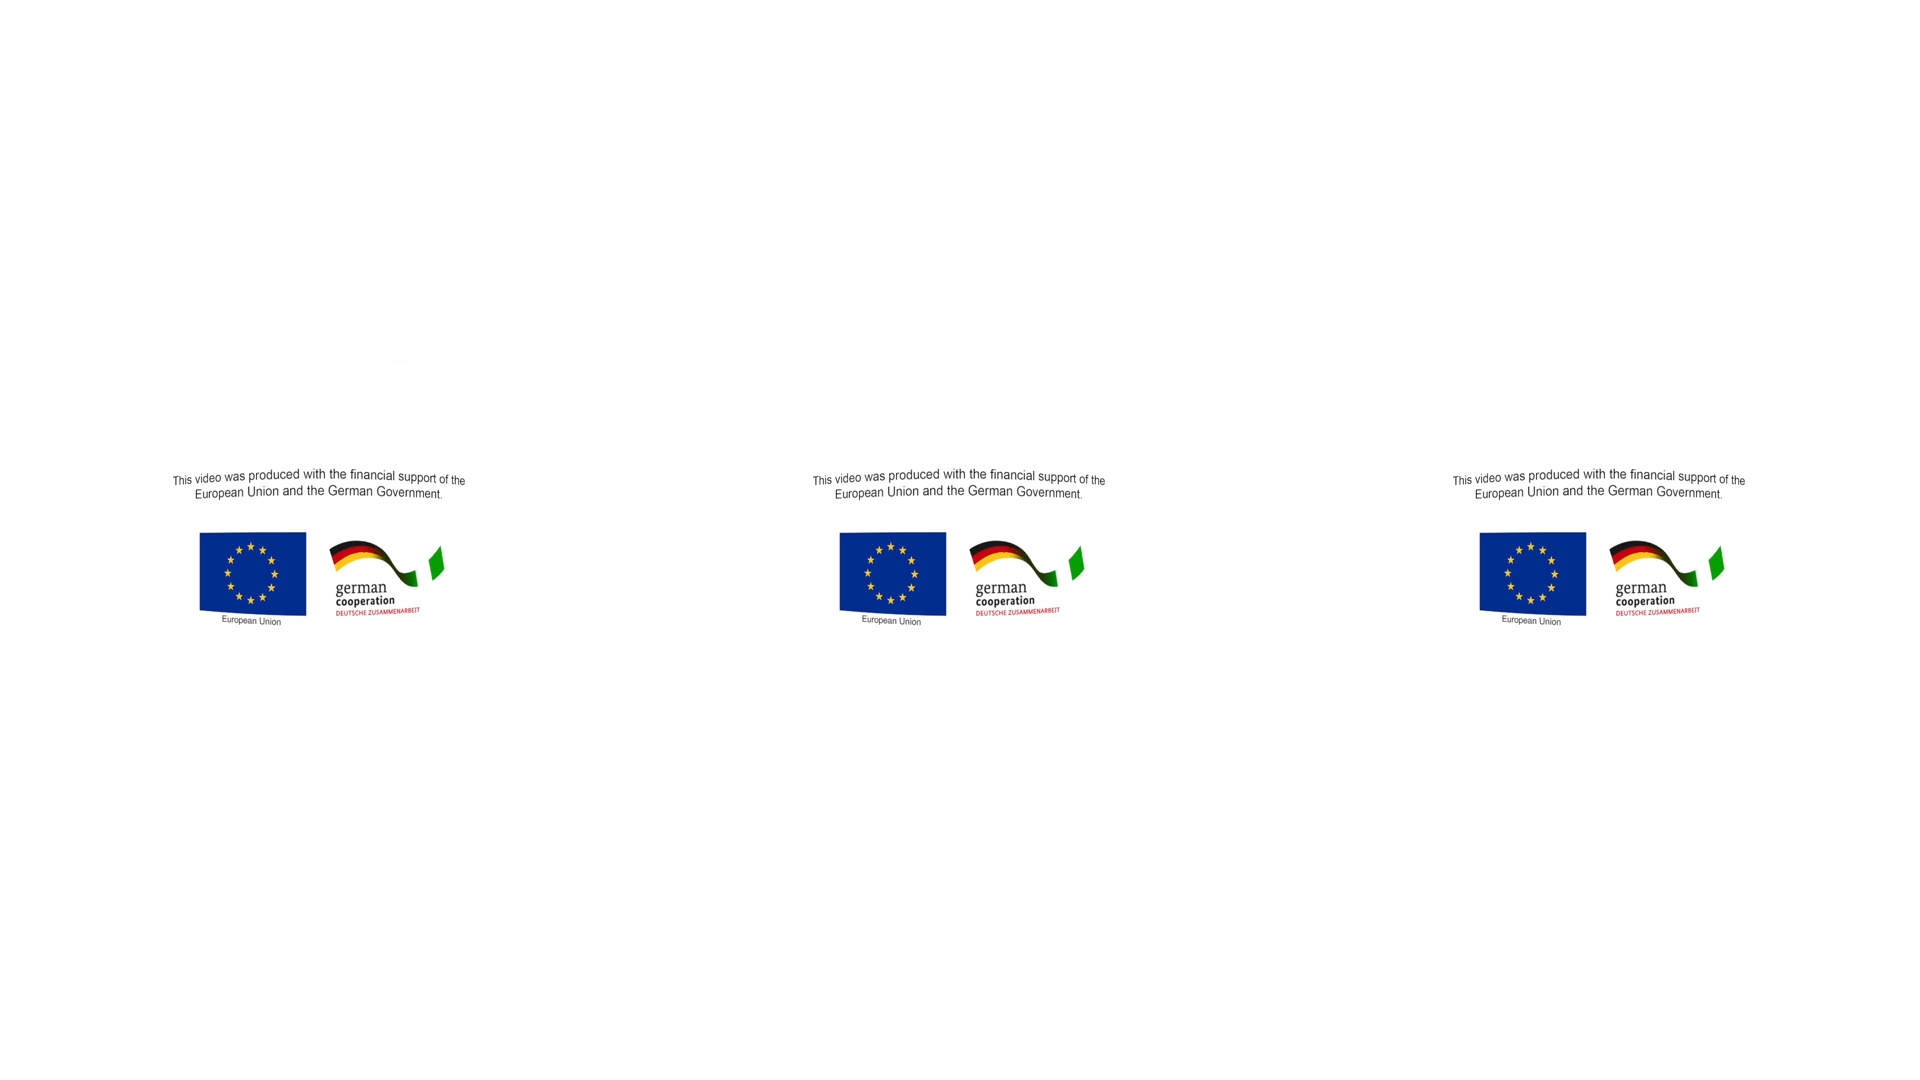 This video was produced with the financial support of the
European Union and the German Government.
European Union
german
cooperation
DEUTSCHE ZUSAMMENARBEIT
This video was produced with the financial support of the
European Union and the German Government.
European Union
german
cooperation
DEUTSCHE ZUSAMMENARBEIT
This video was produced with the financial support of the
European Union and the German Government.
European Union
german
cooperation
DEUTSCHE ZUSAMMENARBEIT